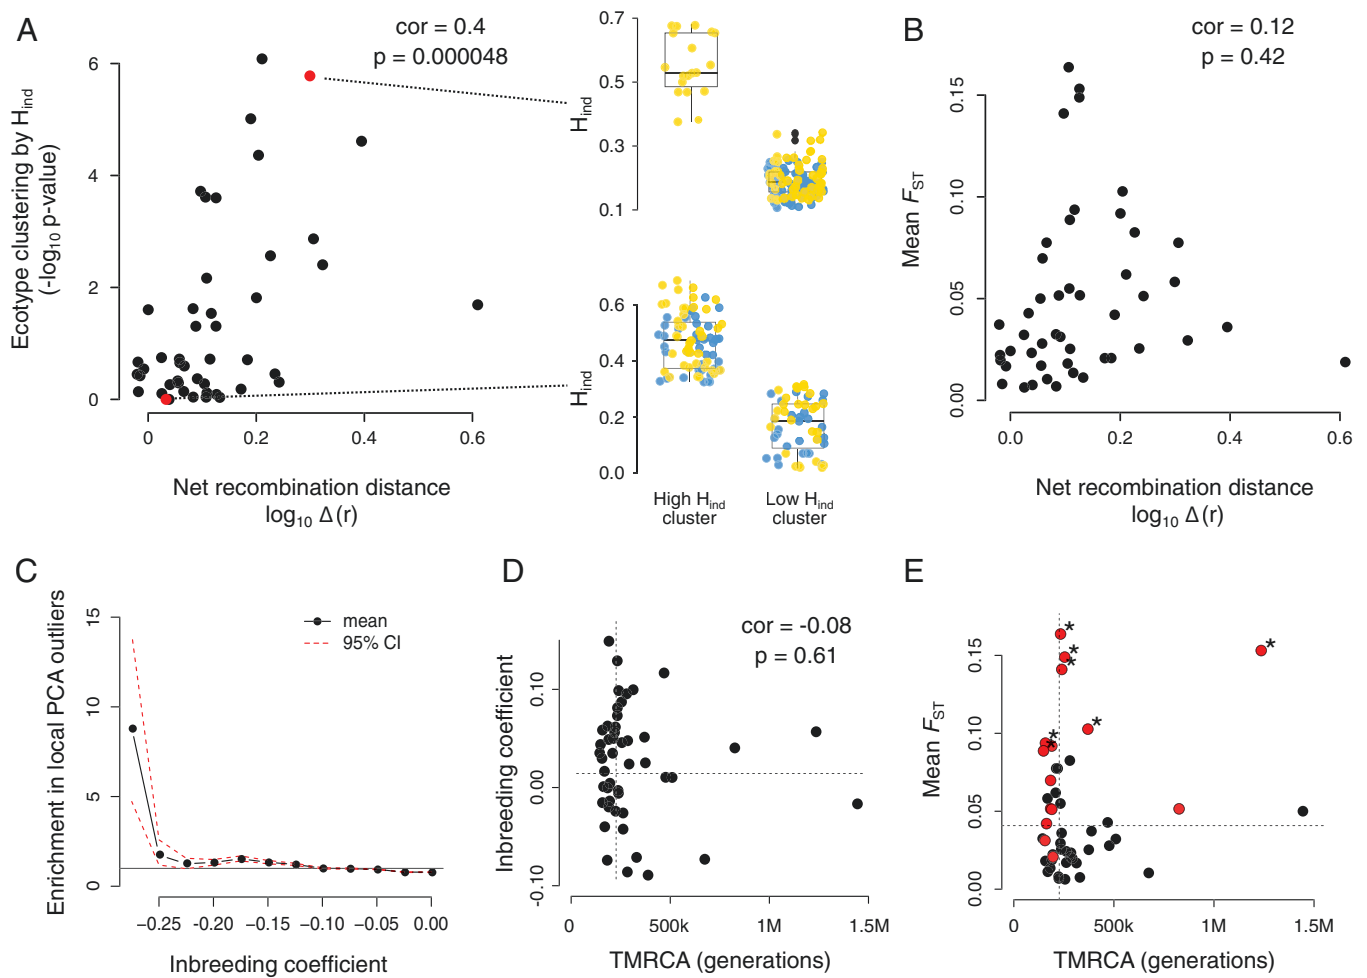 A
cor = 0.4
p = 0.000048
Ecotype clustering by H_ind
(-log10 p-value)
6
4
2
0
0
0.2
0.4
0.6
Net recombination distance
log10 Δ(r)
H_ind
0.7
0.5
0.3
0.1
H_ind
0.6
0.4
0.2
0.0
High H_ind
cluster
Low H_ind
cluster
B
cor = 0.12
p = 0.42
Mean F_ST
0.15
0.10
0.05
0.00
0.0
0.2
0.4
0.6
Net recombination distance
log10 Δ(r)
C
Enrichment in local PCA outliers
15
10
5
0
mean
95% CI
−0.25
−0.20
−0.15
−0.10
−0.05
0.00
Inbreeding coefficient
D
cor = -0.08
p = 0.61
Inbreeding coefficient
0.10
0.00
-0.10
0
500k
1M
1.5M
TMRCA (generations)
E
Mean F_ST
0.15
0.10
0.05
0.00
*
*
*
*
*
*
*
0
500k
1M
1.5M
TMRCA (generations)